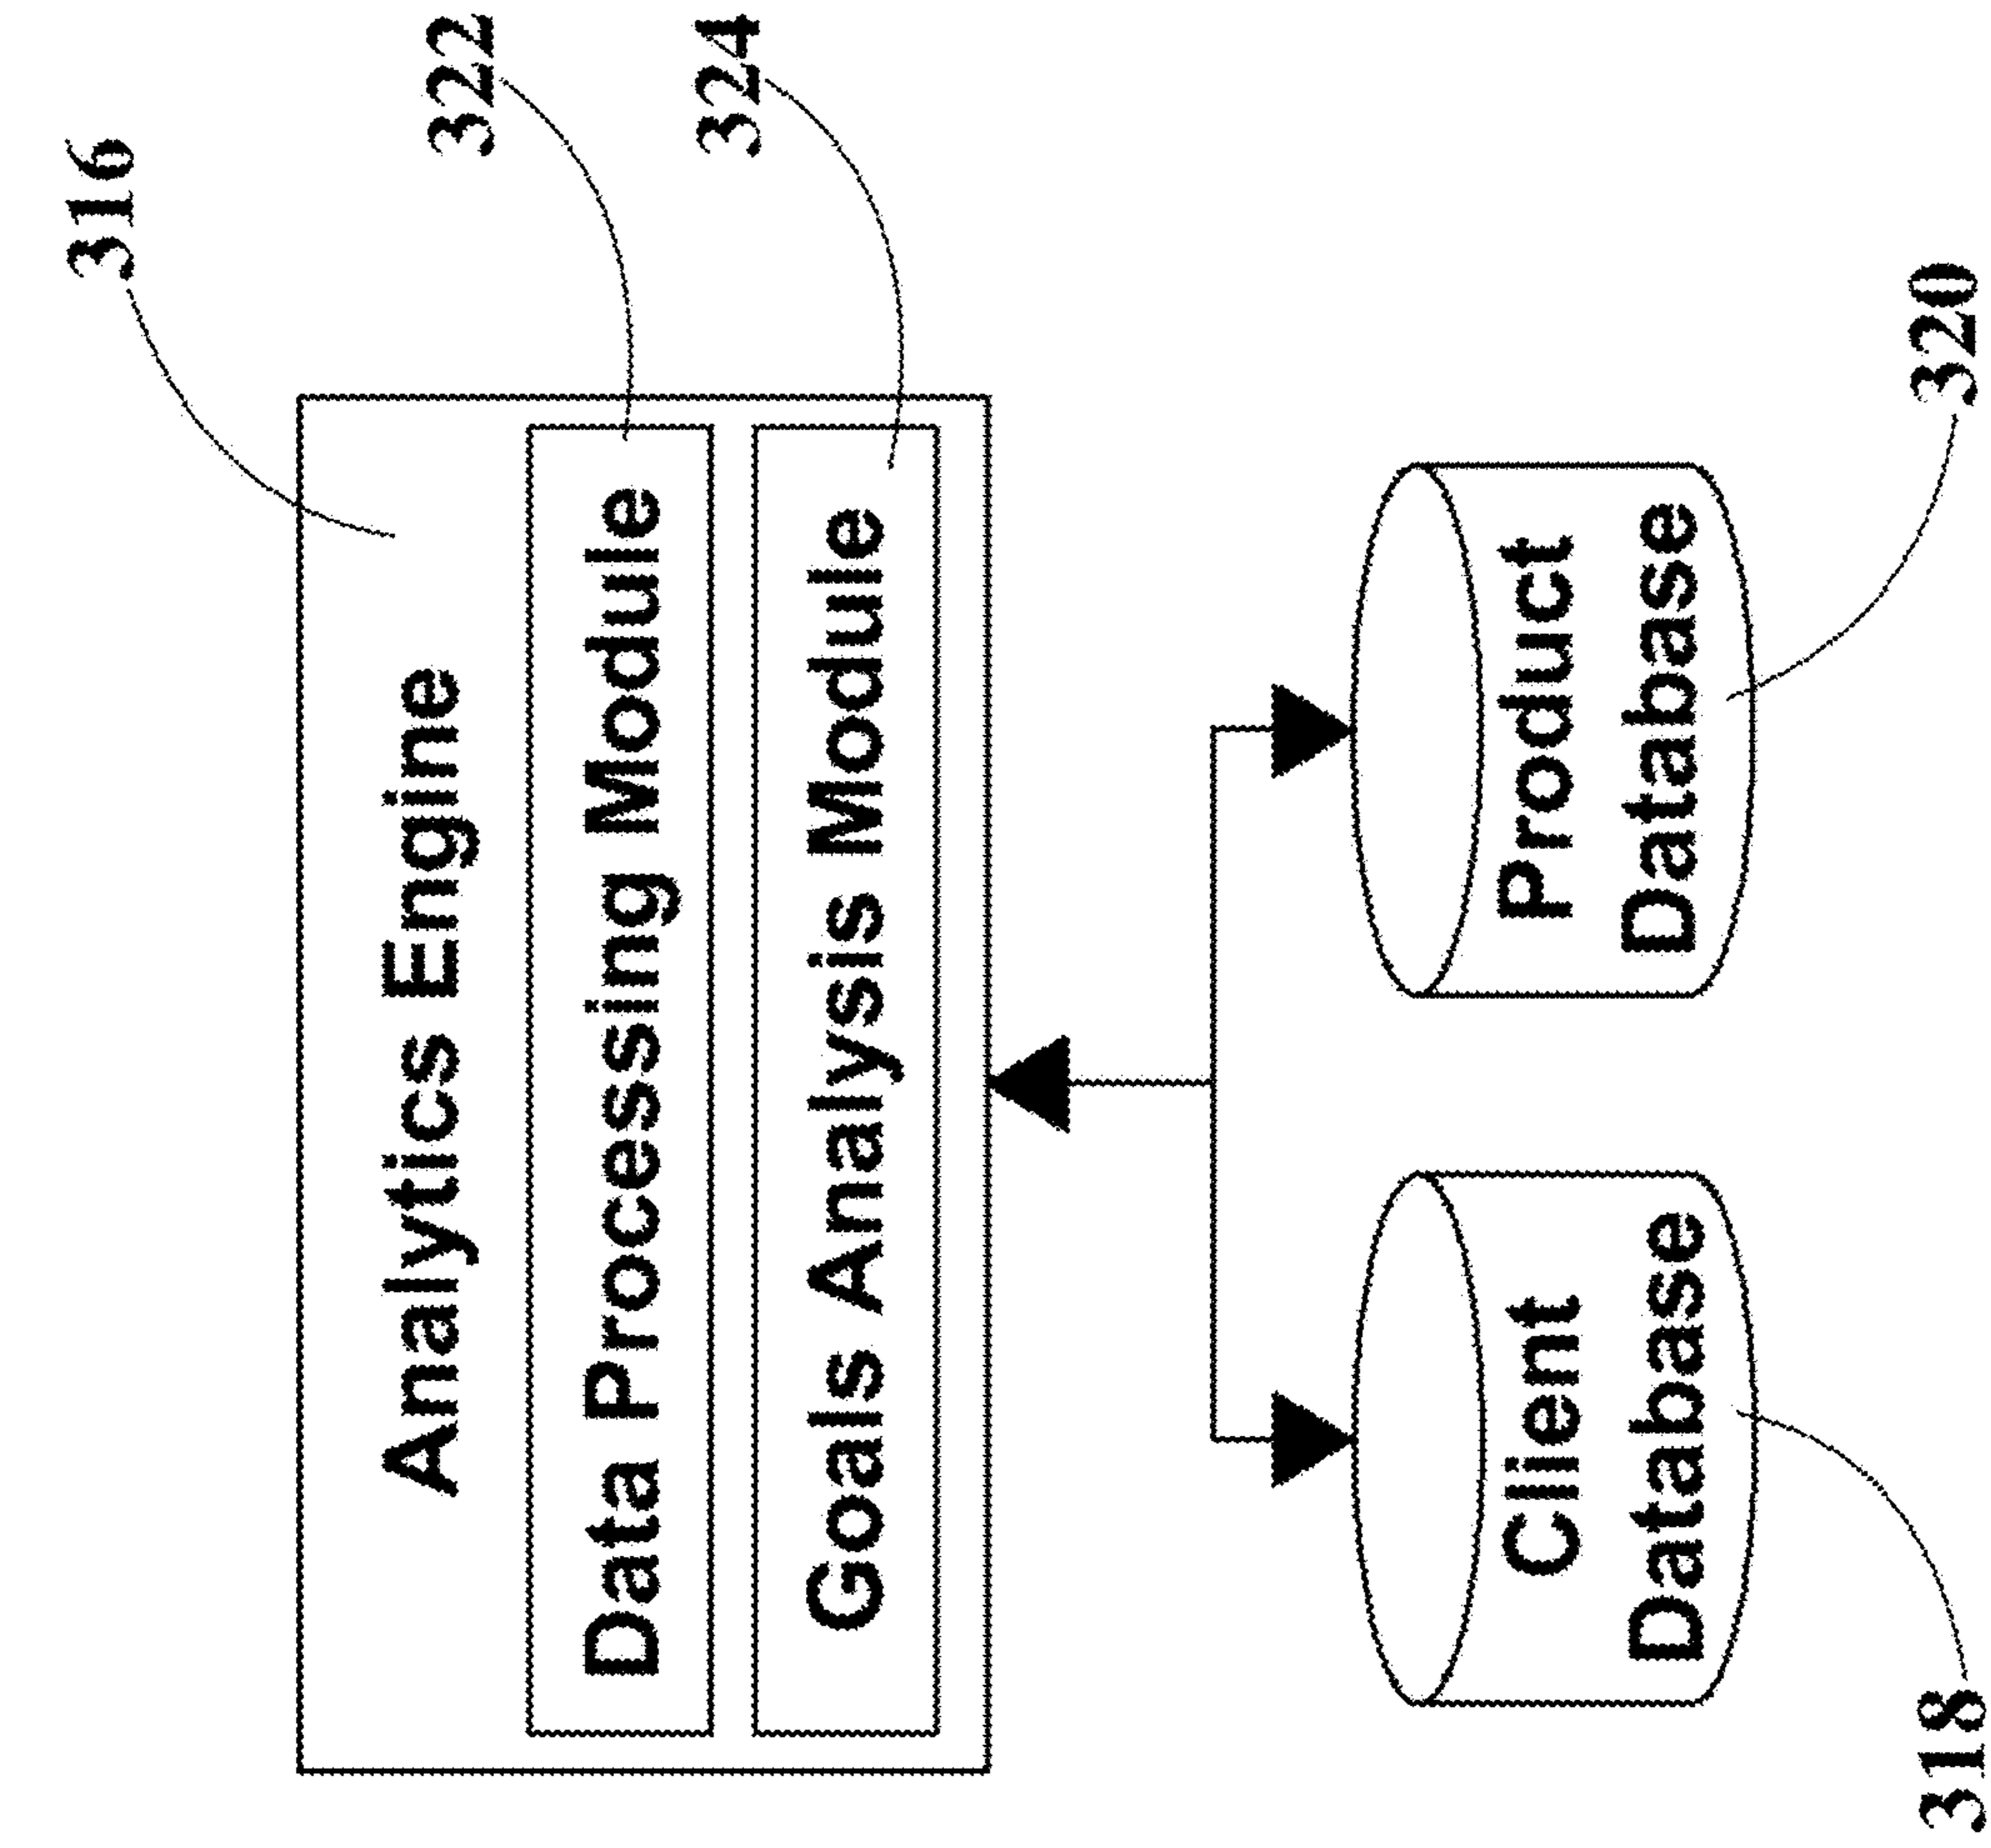 316
Analytics Engine
322
Data Processing Module
324
Goals Analysis Module
Client
Database
318
Product
Database
320